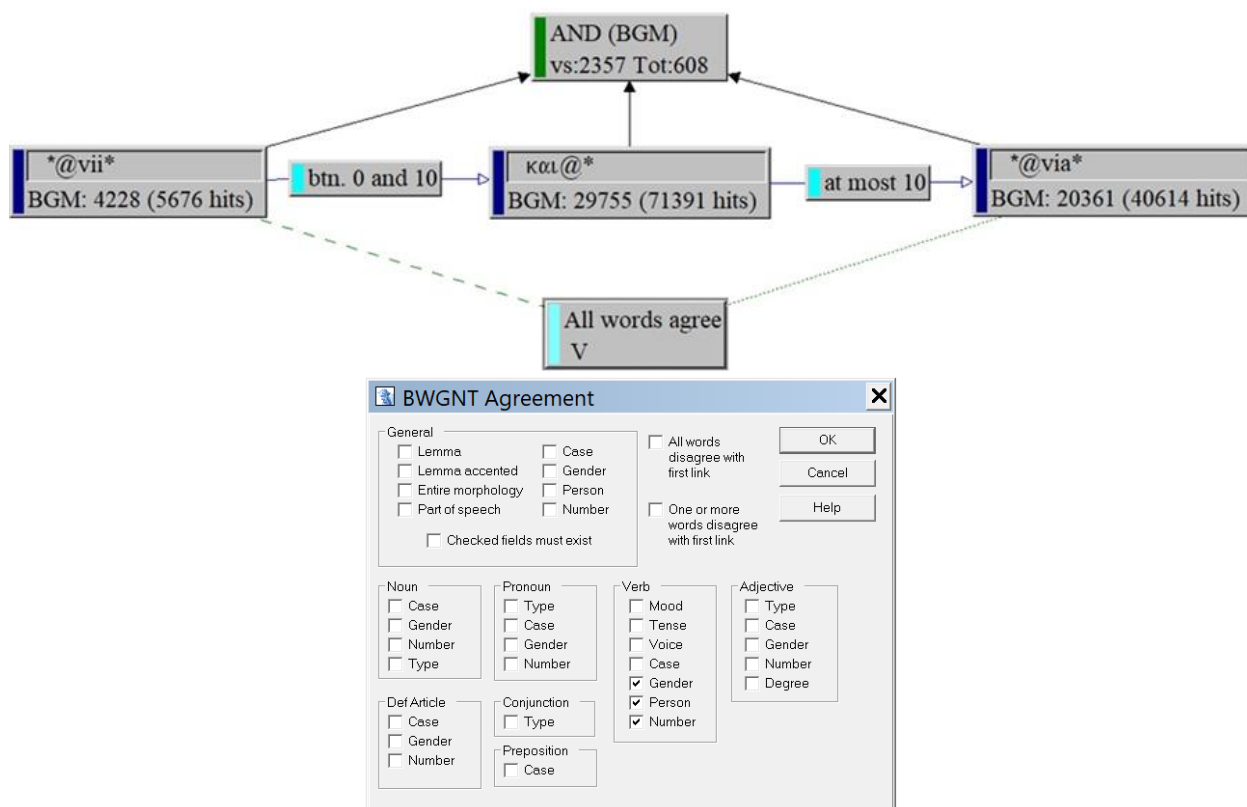 AND (BGM)
vs:2357 Tot:608
*@vii*
BGM: 4228 (5676 hits)
btn. 0 and 10
και@*
BGM: 29755 (71391 hits)
at most 10
*@via*
BGM: 20361 (40614 hits)
All words agree
V
BWGNT Agreement
General
Lemma
Lemma accented
Entire morphology
Part of speech
Case
Gender
Person
Number
Checked fields must exist
All words
disagree with
first link
One or more
words disagree
with first link
OK
Cancel
Help
Noun
Case
Gender
Number
Type
Pronoun
Type
Case
Gender
Number
Verb
Mood
Tense
Voice
Case
Gender
Person
Number
Adjective
Type
Case
Gender
Number
Degree
Def Article
Case
Gender
Number
Conjunction
Type
Preposition
Case